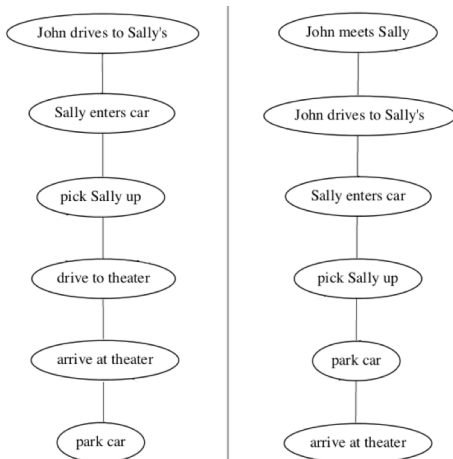 John drives to Sally's
Sally enters car
pick Sally up
drive to theater
arrive at theater
park car
John meets Sally
John drives to Sally's
Sally enters car
pick Sally up
park car
arrive at theater